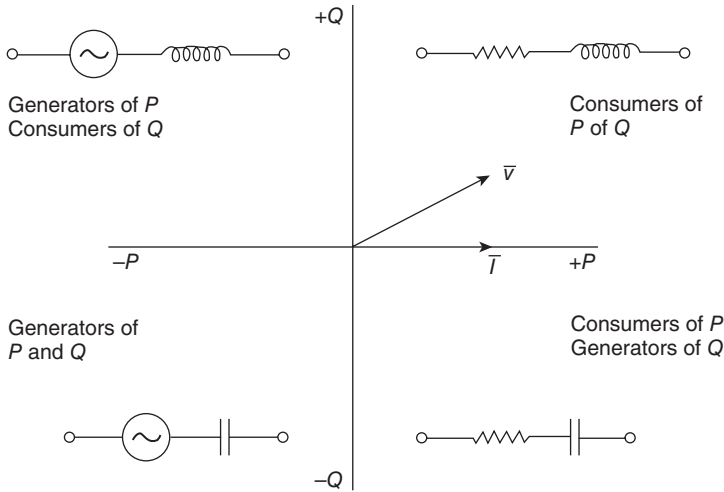 +Q
Generators of P
Consumers of Q
Consumers of
P of Q
v̅
–P
I̅
+P
Generators of
P and Q
Consumers of P
Generators of Q
–Q